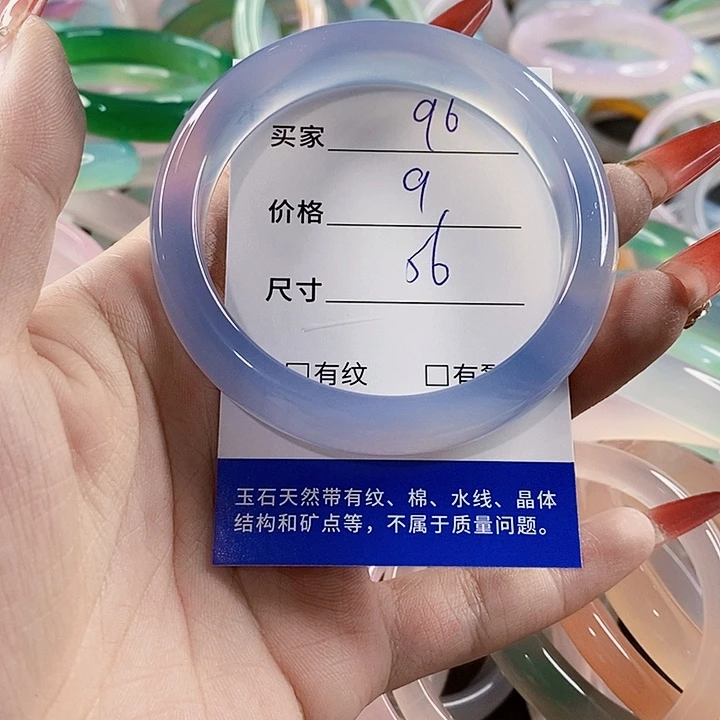 买家 96
价格 9
尺寸 56
□有纹 □有
玉石天然带有纹、棉、水线、晶体
结构和矿点等，不属于质量问题。